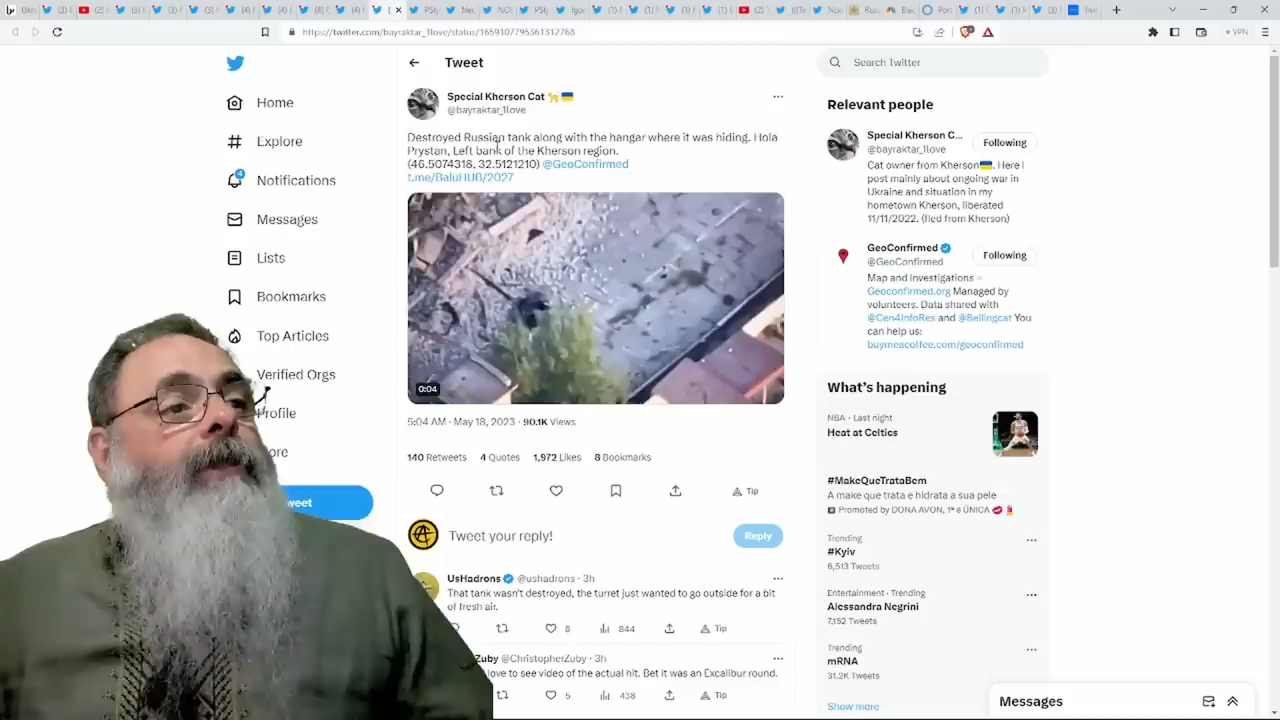 https://twitter.com/bayraktar_1love/status/1659107795361312768
VPN
Home
Explore
4
Notifications
Messages
Lists
Bookmarks
Top Articles
Verified Orgs
Tweet
Special Kherson Cat
@bayraktar_1love
Destroyed Russian tank along with the hangar where it was hiding. Hola
Prystan, Left bank of the Kherson region.
(46.5074318, 32.5121210) @GeoConfirmed
t.me/BaluHUB/2027
0:04
5:04 AM · May 18, 2023 · 90.1K Views
140 Retweets 4 Quotes 1,972 Likes 8 Bookmarks
Tip
Tweet your reply!
Reply
UsHadrons @ushadrons · 3h
That tank wasn't destroyed, the turret just wanted to go outside for a bit
of fresh air.
8 844 Tip
Zuby @ChristopherZuby · 3h
love to see video of the actual hit. Bet it was an Excalibur round.
5 438 Tip
Search Twitter
Relevant people
Special Kherson C...
@bayraktar_1love
Following
Cat owner from Kherson. Here I
post mainly about ongoing war in
Ukraine and situation in my
hometown Kherson, liberated
11/11/2022. (fled from Kherson)
GeoConfirmed
@GeoConfirmed
Following
Map and Investigations =
Geoconfirmed.org Managed by
volunteers. Data shared with
@Cen4InfoRes and @Bellingcat You
can help us:
buymeacoffee.com/geoconfirmed
What's happening
NBA · Last night
Heat at Celtics
#MakeQueTrataBem
A make que trata e hidrata a sua pele
Promoted by DONA AVON, 1ª e ÚNICA
Trending
#Kyiv
6,513 Tweets
Entertainment · Trending
Alessandra Negrini
7,152 Tweets
Trending
mRNA
31.2K Tweets
Show more
Messages